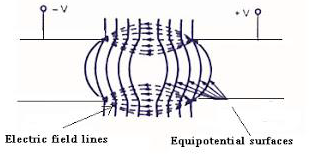 – V
+ V
Electric field lines
Equipotential surfaces